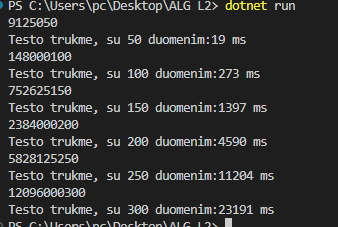 PS C:\Users\pc\Desktop\ALG L2> dotnet run
9125050
Testo trukme, su 50 duomenim:19 ms
148000100
Testo trukme, su 100 duomenim:273 ms
752625150
Testo trukme, su 150 duomenim:1397 ms
2384000200
Testo trukme, su 200 duomenim:4590 ms
5828125250
Testo trukme, su 250 duomenim:11204 ms
12096000300
Testo trukme, su 300 duomenim:23191 ms
PS C:\Users\pc\Desktop\ALG L2>